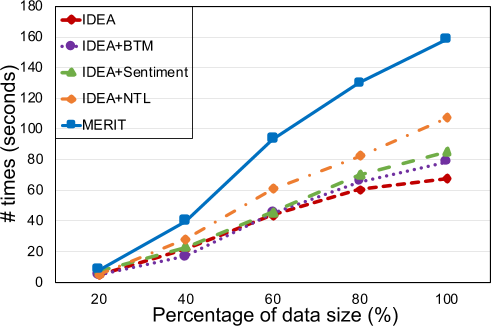 180
160
140
120
100
80
60
40
20
0
# times (seconds)
IDEA
IDEA+BTM
IDEA+Sentiment
IDEA+NTL
MERIT
20 40 60 80 100
Percentage of data size (%)